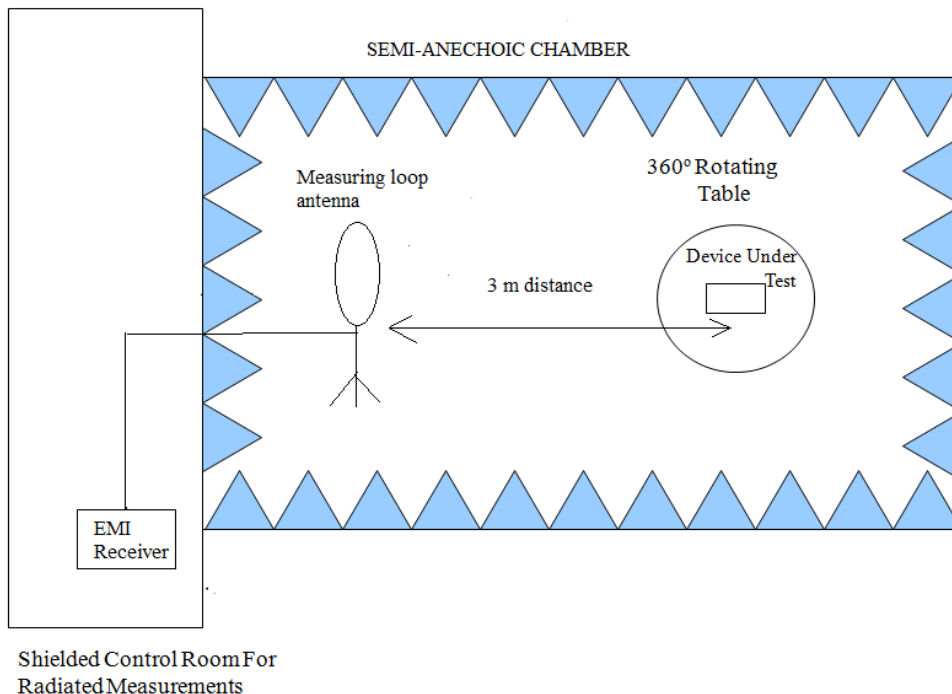 SEMI-ANECHOIC CHAMBER
Measuring loop
antenna
360º Rotating
Table
Device Under
Test
3 m distance
EMI
Receiver
Shielded Control Room For
Radiated Measurements